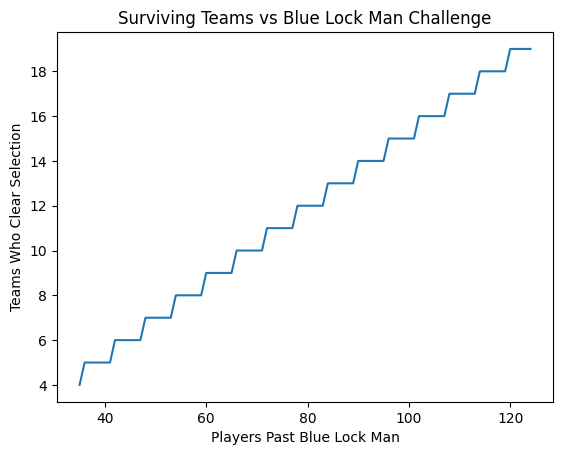 Surviving Teams vs Blue Lock Man Challenge
18
16
14
12
10
8
6
4
Teams Who Clear Selection
40 60 80 100 120
Players Past Blue Lock Man